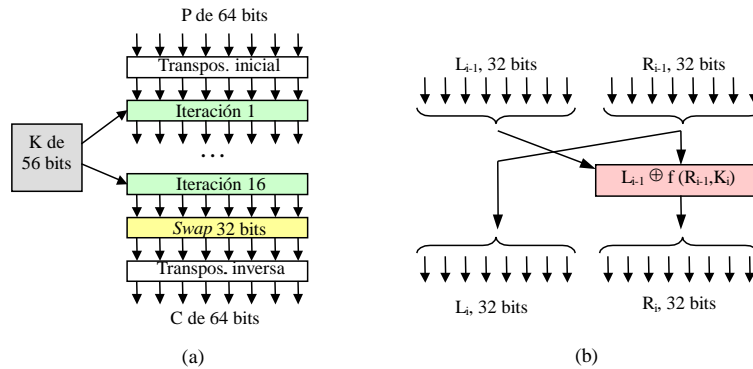 P de 64 bits
Transpos. inicial
Iteración 1
K de
56 bits
...
Iteración 16
Swap 32 bits
Transpos. inversa
C de 64 bits
(a)
Lᵢ₋₁, 32 bits
Rᵢ₋₁, 32 bits
Lᵢ₋₁ ⊕ f (Rᵢ₋₁,Kᵢ)
Lᵢ, 32 bits
Rᵢ, 32 bits
(b)